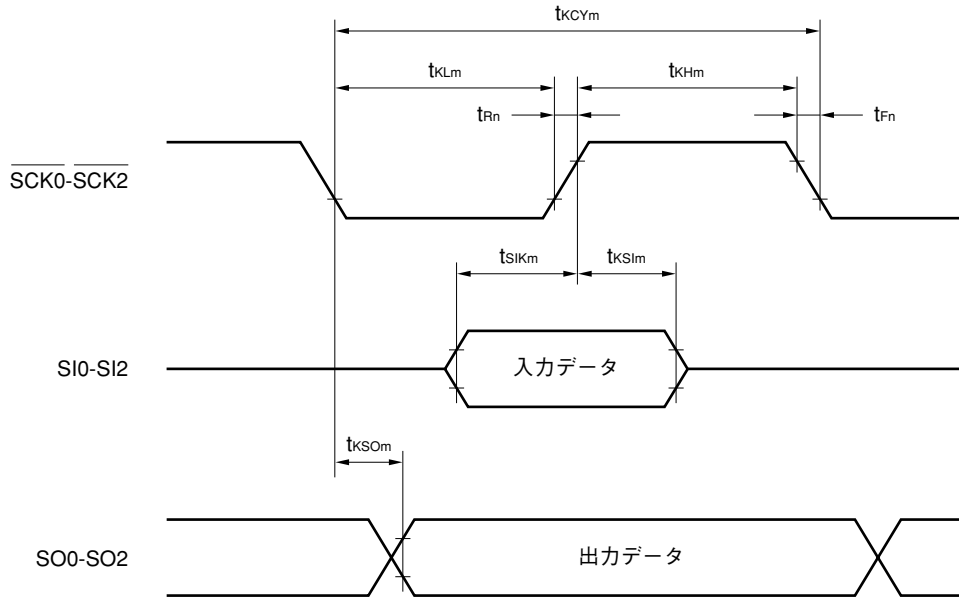 tKCYm
tKLm
tKHm
tRn
tFn
SCK0-SCK2
tSIKm
tKSIm
SI0-SI2
入力データ
tKSOm
SO0-SO2
出力データ